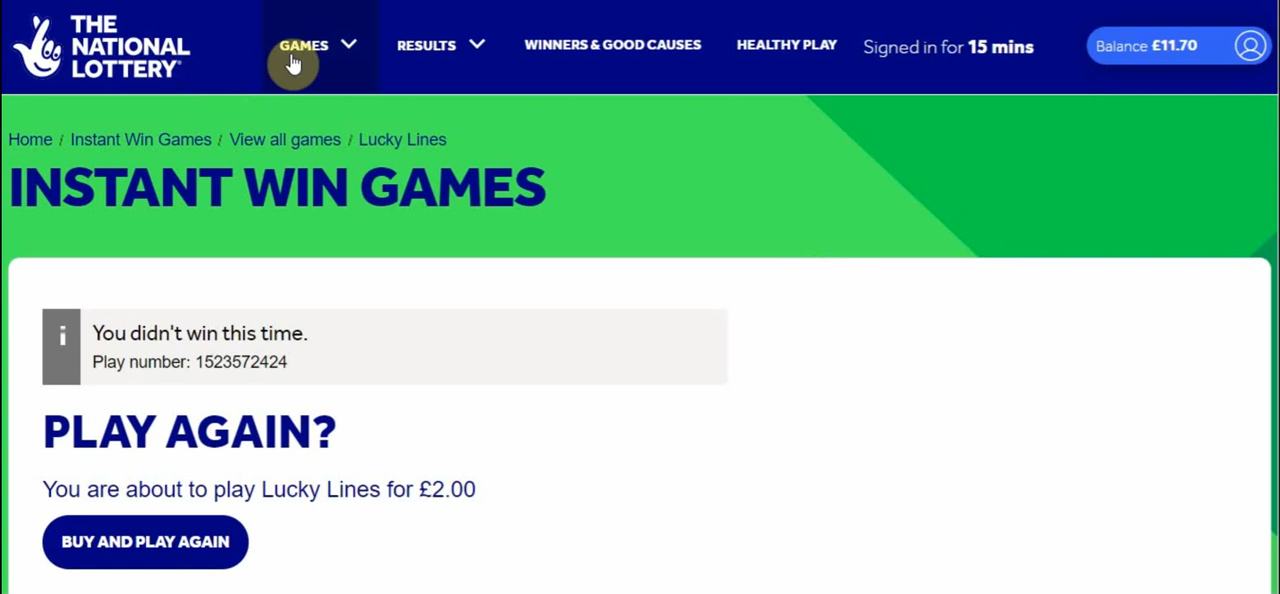 THE
NATIONAL
LOTTERY®
GAMES
RESULTS
WINNERS & GOOD CAUSES
HEALTHY PLAY
Signed in for 15 mins
Balance £11.70
Home / Instant Win Games / View all games / Lucky Lines
INSTANT WIN GAMES
i
You didn't win this time.
Play number: 1523572424
PLAY AGAIN?
You are about to play Lucky Lines for £2.00
BUY AND PLAY AGAIN